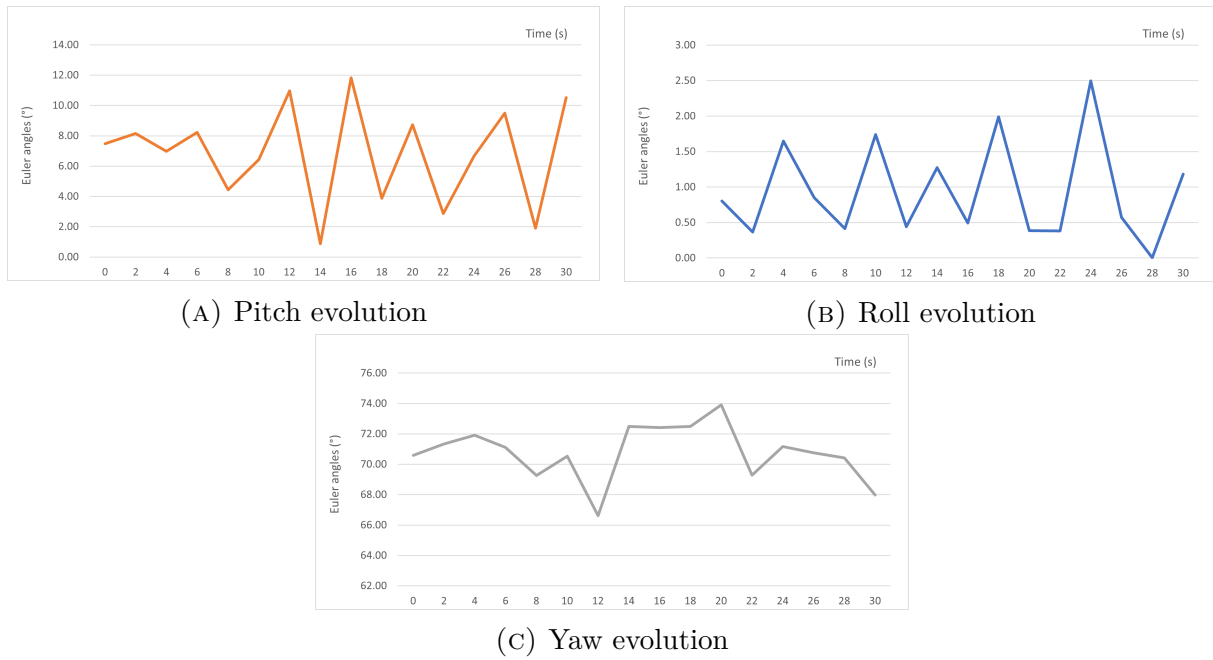 Time (s)
14.00
12.00
10.00
8.00
6.00
4.00
2.00
0.00
Euler angles (°)
0 2 4 6 8 10 12 14 16 18 20 22 24 26 28 30
(A) Pitch evolution
Time (s)
3.00
2.50
2.00
1.50
1.00
0.50
0.00
Euler angles (°)
0 2 4 6 8 10 12 14 16 18 20 22 24 26 28 30
(B) Roll evolution
Time (s)
76.00
74.00
72.00
70.00
68.00
66.00
64.00
62.00
Euler angles (°)
0 2 4 6 8 10 12 14 16 18 20 22 24 26 28 30
(C) Yaw evolution